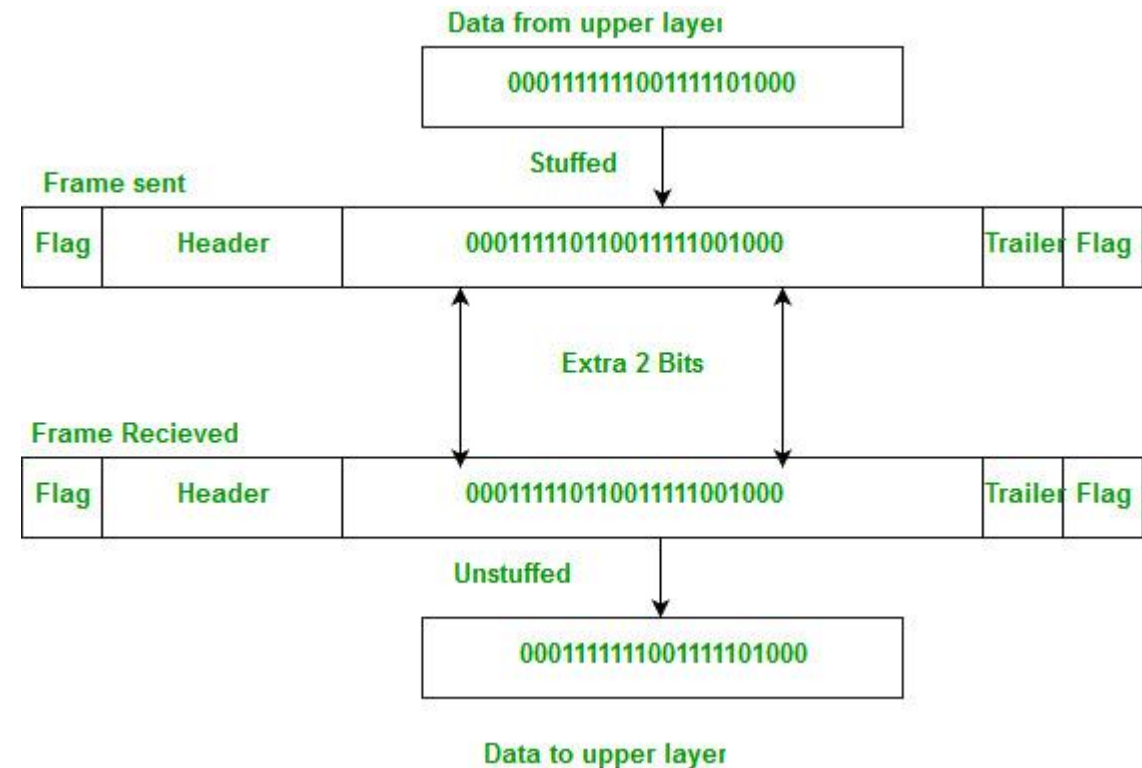 Data from upper layer
0001111111001111101000
Stuffed
Frame sent
Flag Header 000111110110011111001000 Trailer Flag
Extra 2 Bits
Frame Recieved
Flag Header 000111110110011111001000 Trailer Flag
Unstuffed
0001111111001111101000
Data to upper layer